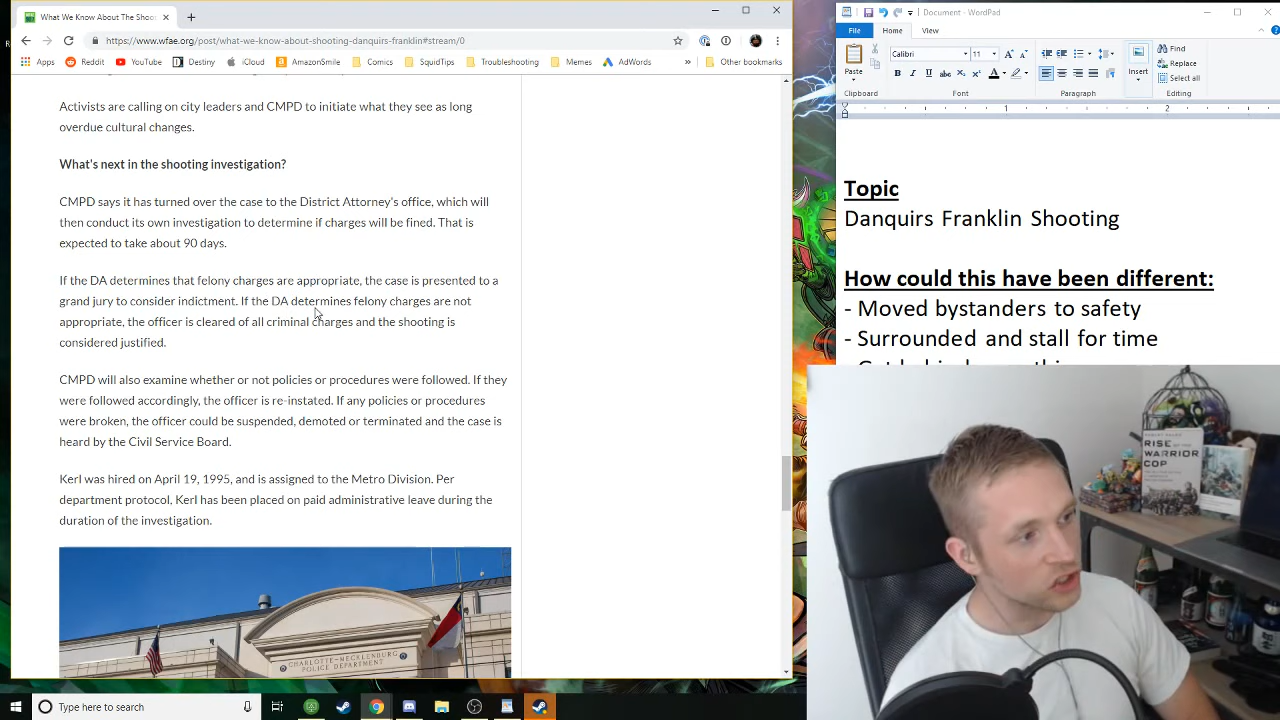 What We Know About The Shoo
https://
post/what-we-know-about-shooting-danquirs-franklin#stream/0
Apps
Reddit
YouTube
Destiny
iCloud
AmazonSmile
Comics
SquidTips
Troubleshooting
Memes
AdWords
»
Other bookmarks
Activists are calling on city leaders and CMPD to initiate what they see as long
overdue cultural changes.
What's next in the shooting investigation?
CMPD says it's turned over the case to the District Attorney's office, which will
then conduct its own investigation to determine if charges will be fined. That is
expected to take about 90 days.
If the DA determines that felony charges are appropriate, the case is presented to a
grand jury to consider indictment. If the DA determines felony charges are not
appropriate, the officer is cleared of all criminal charges and the shooting is
considered justified.
CMPD will also examine whether or not policies or procedures were followed. If they
were followed accordingly, the officer is re-instated. If any policies or procedures
were broken, the officer could be suspended, demoted or terminated and the case is
heard by the Civil Service Board.
Kerl was hired on April 19, 1995, and is assigned to the Metro Division. Per
department protocol, Kerl has been placed on paid administrative leave during the
duration of the investigation.
CHARLOTTE-MECKLENBURG
POLICE DEPARTMENT
Document - WordPad
File
Home
View
Paste
Clipboard
Calibri
11
Font
Paragraph
Insert
Find
Replace
Select all
Editing
1
2
Topic
Danquirs Franklin Shooting
How could this have been different:
- Moved bystanders to safety
- Surrounded and stall for time
RISE
WARRIOR
COP
Type here to search